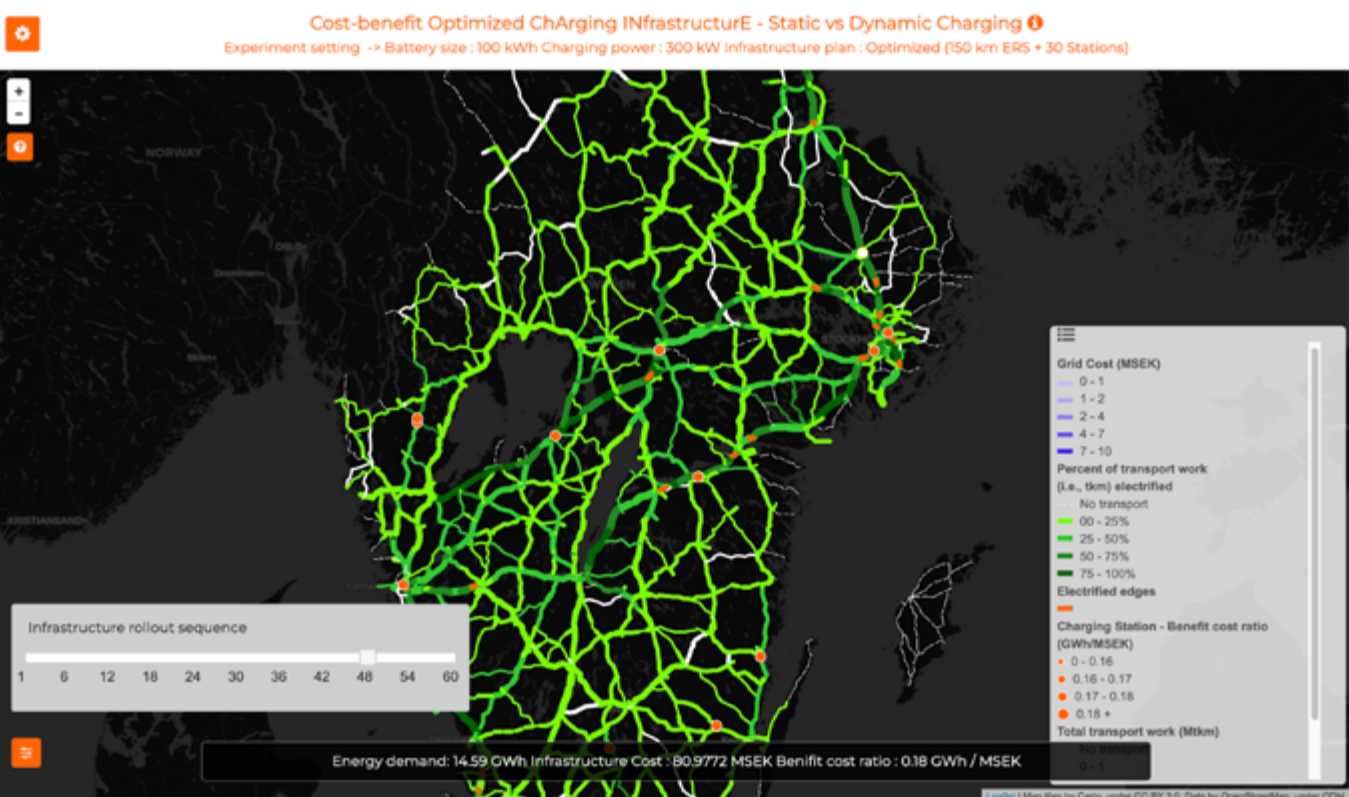 Cost-benefit Optimized ChArging INfrastructurE - Static vs Dynamic Charging
Experiment setting -> Battery size : 100 kWh Charging power : 300 kW Infrastructure plan : Optimized (150 km ERS + 30 Stations)
+
-
?
NORWAY
OSLO
KRISTIANSAND
Grid Cost (MSEK)
0 - 1
1 - 2
2 - 4
4 - 7
7 - 10
Percent of transport work
(i.e., tkm) electrified
No transport
00 - 25%
25 - 50%
50 - 75%
75 - 100%
Electrified edges
Charging Station - Benefit cost ratio
(GWh/MSEK)
0 - 0.16
0.16 - 0.17
0.17 - 0.18
0.18 +
Total transport work (Mtkm)
No transport
0 - 1
Infrastructure rollout sequence
1 6 12 18 24 30 36 42 48 54 60
Energy demand: 14.59 GWh Infrastructure Cost : 80.9772 MSEK Benifit cost ratio : 0.18 GWh / MSEK